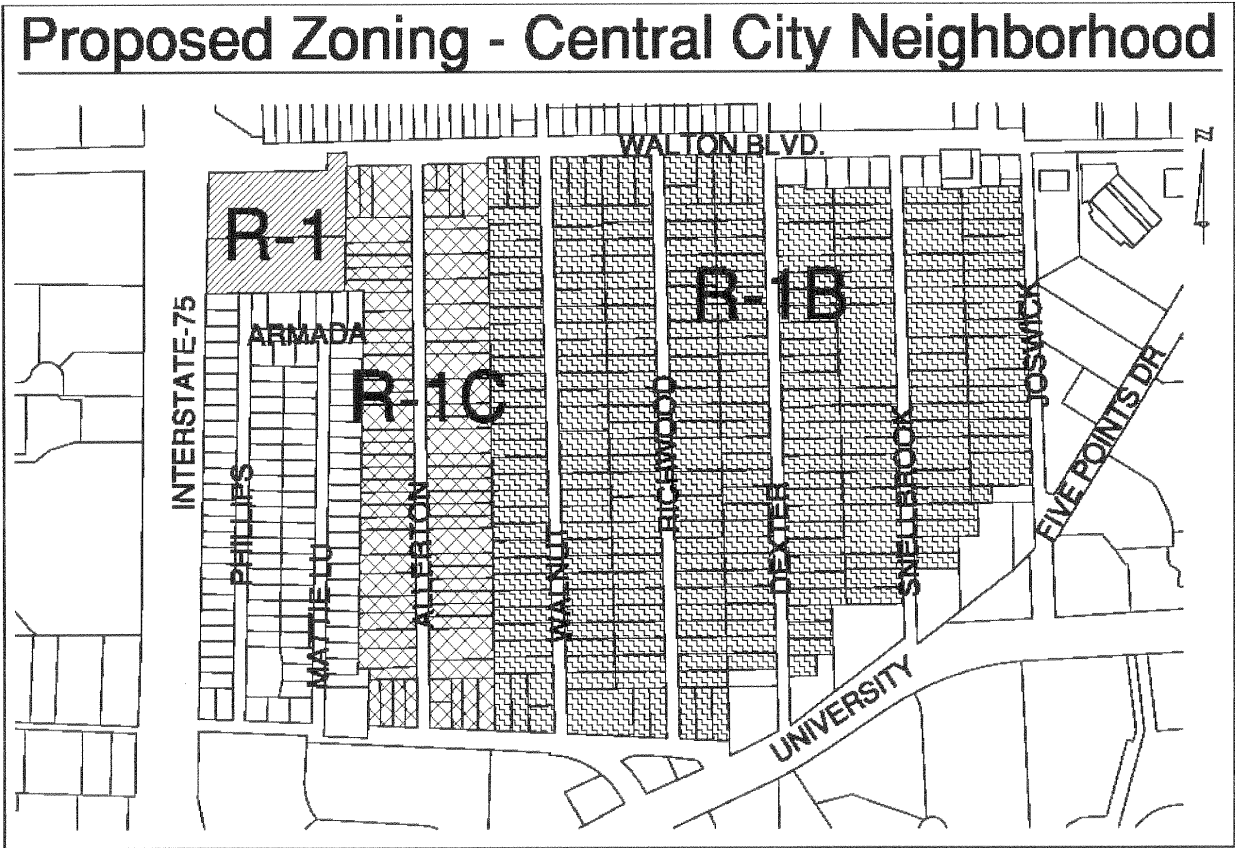 Proposed Zoning - Central City Neighborhood
WALTON BLVD.
N
R-1
R-1B
INTERSTATE-75
ARMADA
R-1C
JOSWICK
FIVE POINTS DR
PHILLIPS
MATTIE LU
ALLERTON
WALNUT
RICHWOOD
DEXTER
SNELLBROOK
UNIVERSITY